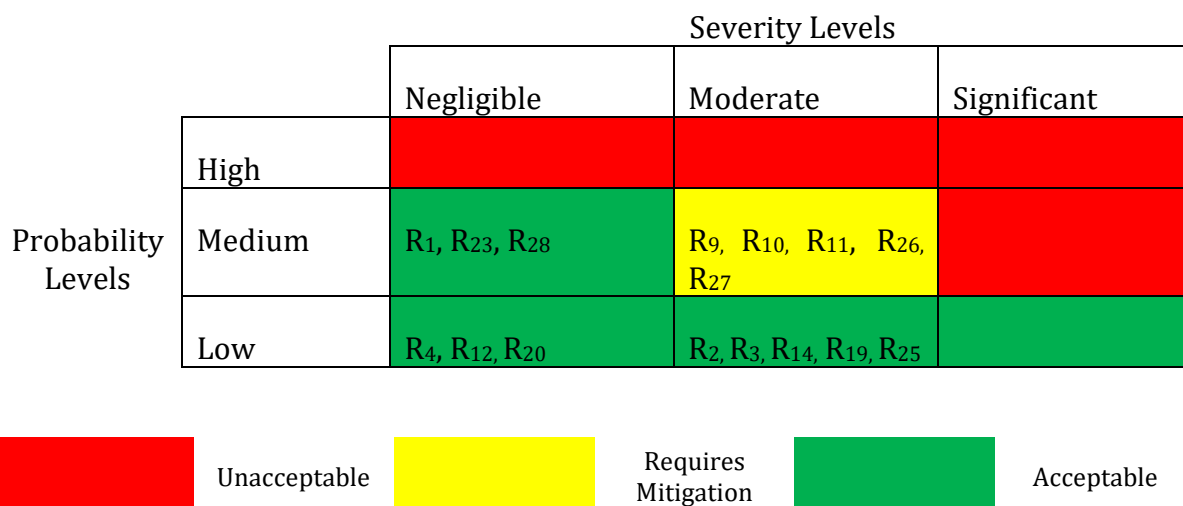 Severity Levels
Negligible Moderate Significant
High
Probability Levels
Medium
R1, R23, R28
R9, R10, R11, R26,
R27
Low
R4, R12, R20
R2, R3, R14, R19, R25
Unacceptable
Requires
Mitigation
Acceptable